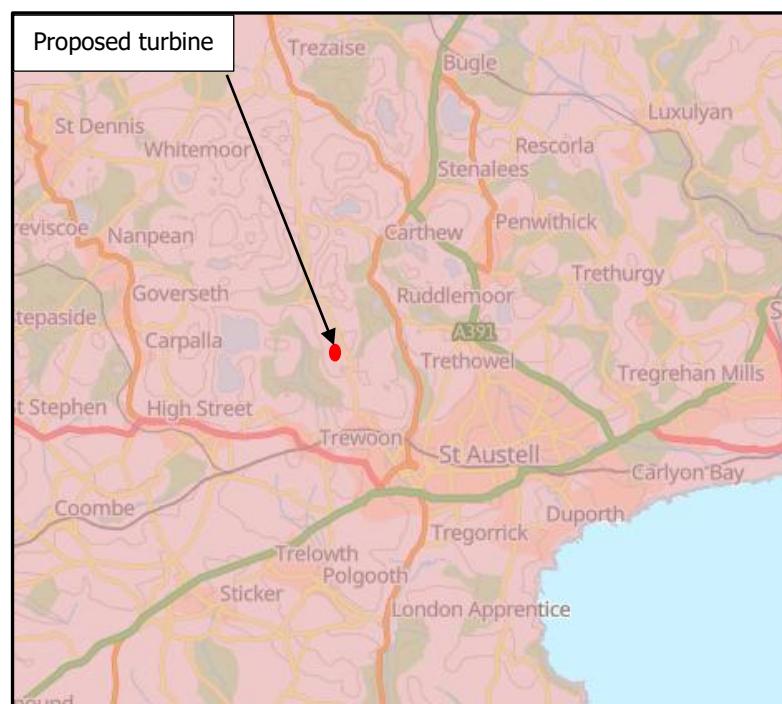 Proposed turbine
Trezaise
Bugle
Luxulyan
St Dennis
Whitemoor
Rescorla
Stenalees
Penwithick
reviscoe
Nanpean
Carthew
Trethurgy
Goverseth
Ruddlemoor
Stepaside
A391
Carpalla
Trethowel
Tregrehan Mills
St Stephen
High Street
Trewoon
St Austell
Carlyon Bay
Coombe
Duporth
Tregorrick
Trelowth
Polgooth
Sticker
London Apprentice